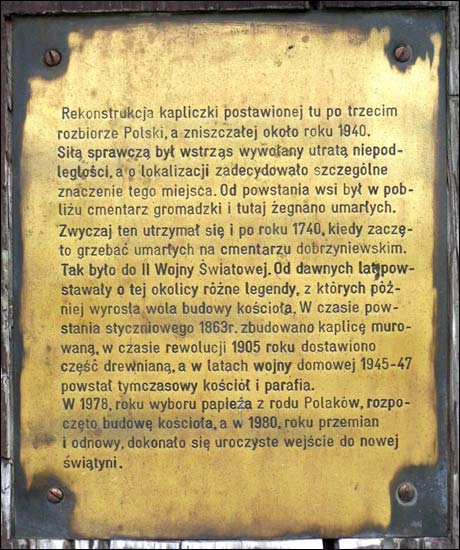 Rekonstrukcja kapliczki postawionej tu po trzecim
rozbiorze Polski, a zniszczałej około roku 1940.
Siłą sprawczą był wstrząs wywołany utratą niepod-
ległości, a o lokalizacji zadecydowało szczególne
znaczenie tego miejsca. Od powstania wsi był w pob-
liżu cmentarz gromadzki i tutaj żegnano umarłych.
Zwyczaj ten utrzymał się i po roku 1740, kiedy zaczę-
to grzebać umarłych na cmentarzu dobrzyniewskim.
Tak było do II Wojny Światowej. Od dawnych lat pow-
stawały o tej okolicy różne legendy, z których póź-
niej wyrosła wola budowy kościoła. W czasie pow-
stania styczniowego 1863r. zbudowano kaplicę muro-
waną, w czasie rewolucji 1905 roku dostawiono
część drewnianą, a w latach wojny domowej 1945-47
powstał tymczasowy kościół i parafia.
W 1978, roku wyboru papieża z rodu Polaków, rozpo-
częto budowę kościoła, a w 1980, roku przemian
i odnowy, dokonało się uroczyste wejście do nowej
świątyni.